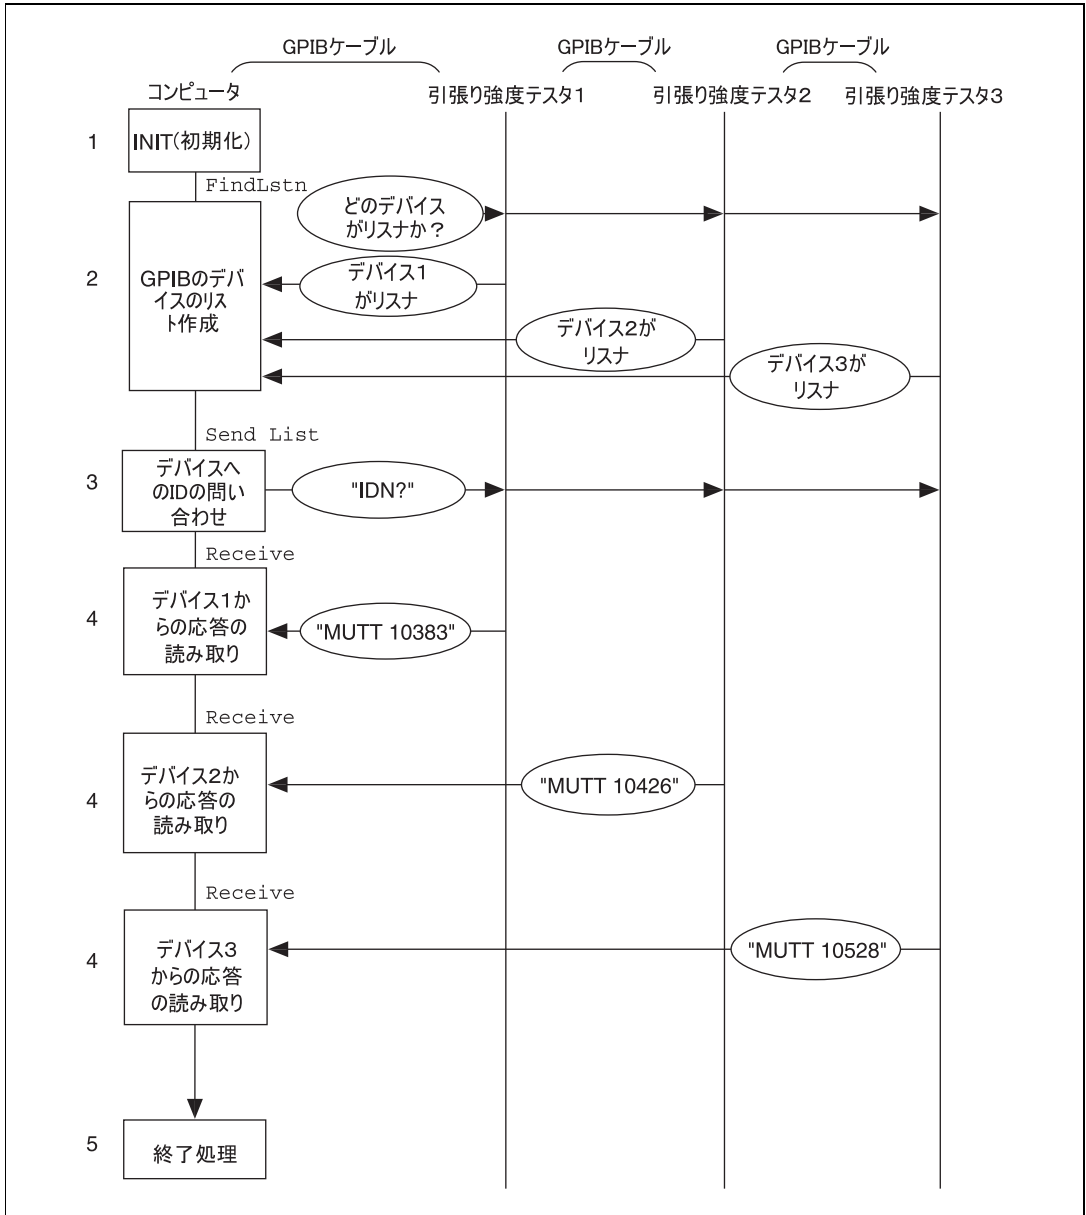 GPIBケーブル GPIBケーブル GPIBケーブル
コンピュータ 引張り強度テスタ1 引張り強度テスタ2 引張り強度テスタ3
1
INIT(初期化)
FindLstn
どのデバイス
がリスナか？
2
GPIBのデバ
イスのリス
ト作成
デバイス1
がリスナ
デバイス2が
リスナ
デバイス3が
リスナ
Send List
3
デバイスへ
のIDの問い
合わせ
"IDN?"
Receive
4
デバイス1か
らの応答の
読み取り
"MUTT 10383"
Receive
4
デバイス2か
らの応答の
読み取り
"MUTT 10426"
Receive
4
デバイス3
からの応答
の読み取り
"MUTT 10528"
5
終了処理